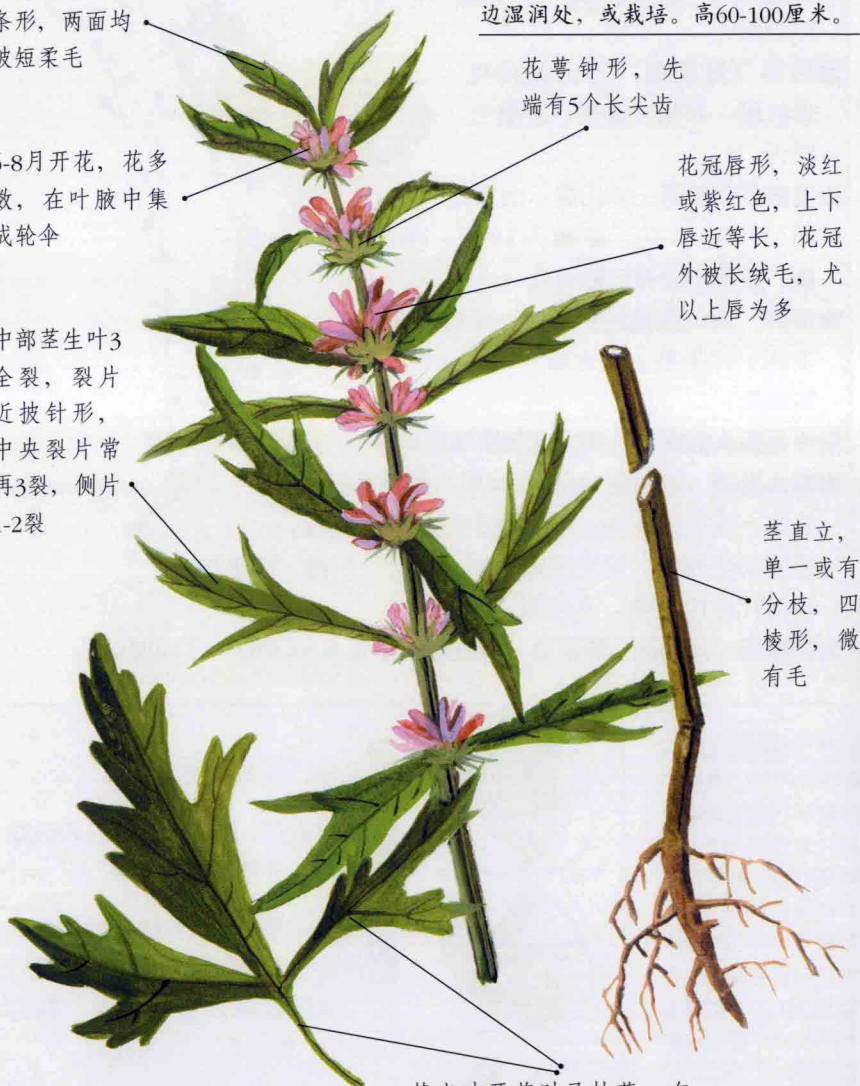 条形，两面均
被短柔毛
边湿润处，或栽培。高60-100厘米。
花萼钟形，先
端有5个长尖齿
-8月开花，花多
数，在叶腋中集
成轮伞
花冠唇形，淡红
或紫红色，上下
唇近等长，花冠
外被长绒毛，尤
以上唇为多
中部茎生叶3
全裂，裂片
近披针形，
中央裂片常
再3裂，侧片
-2裂
茎直立，
单一或有
分枝，四
棱形，微
有毛